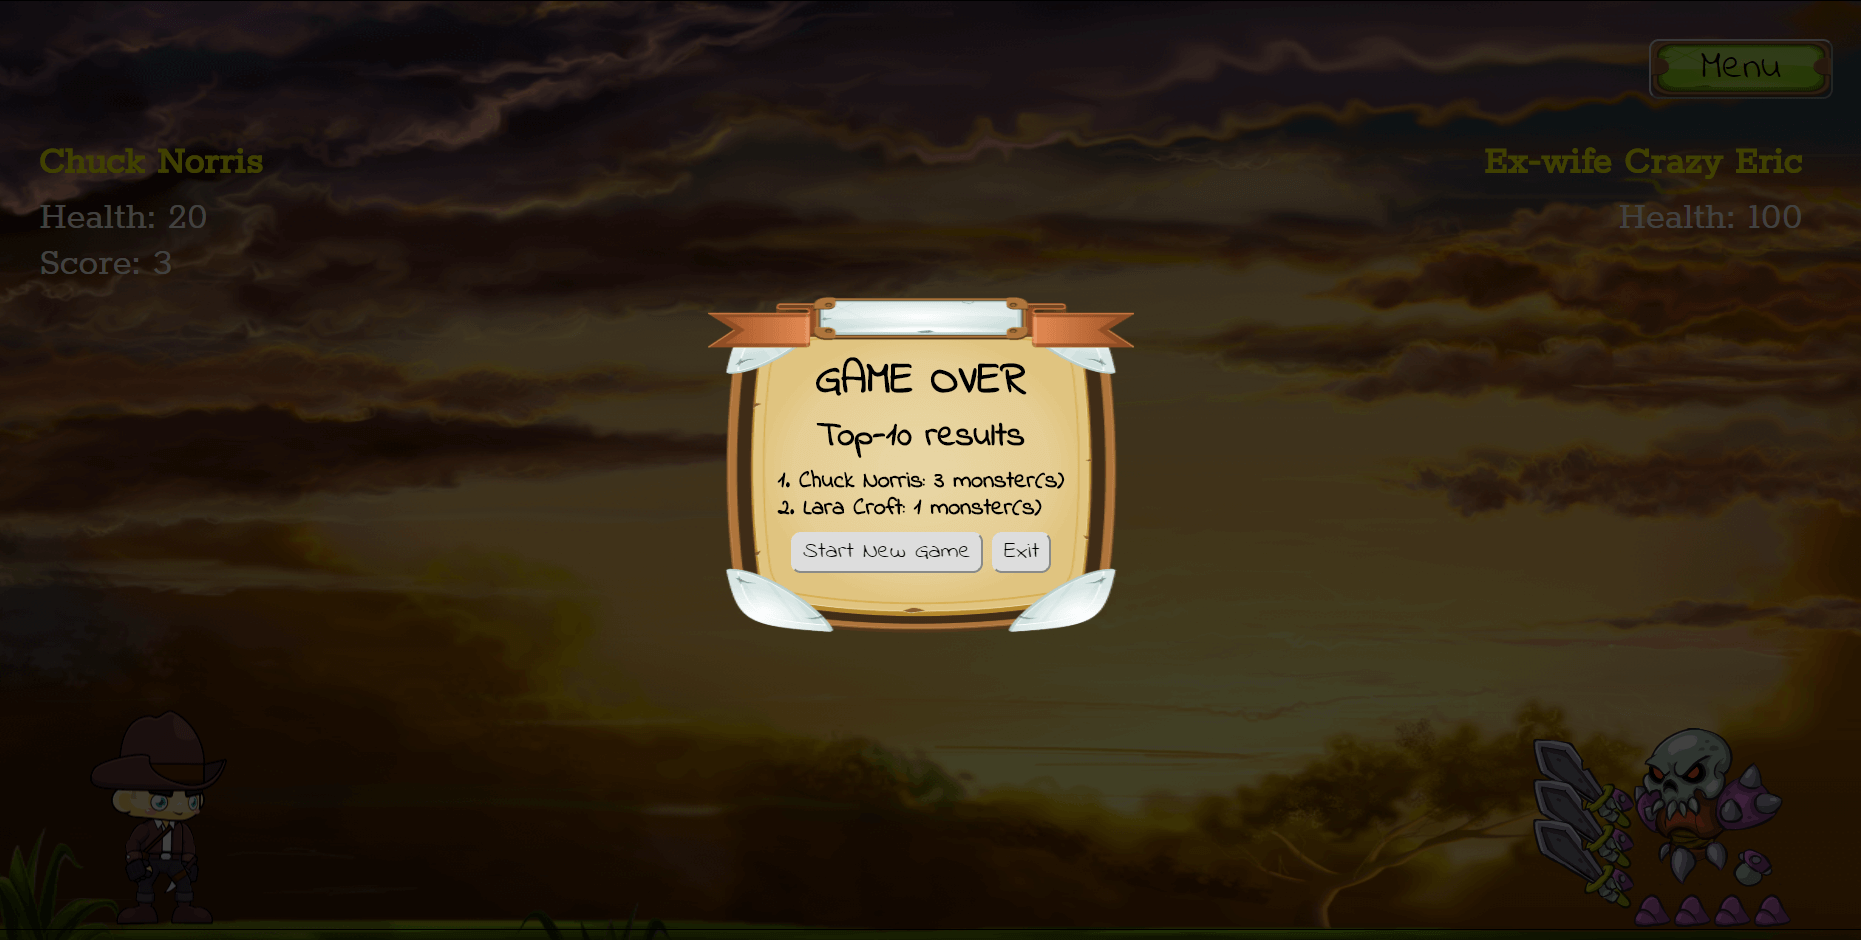 Menu
Chuck Norris
Health: 20
Score: 3
Ex-wife Crazy Eric
Health: 100
GAME OVER
Top-10 results
1. Chuck Norris: 3 monster(s)
2. Lara Croft: 1 monster(s)
Start New Game
Exit